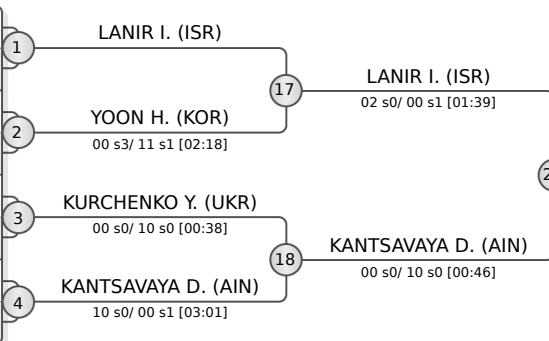 1
LANIR I. (ISR)
17
LANIR I. (ISR)
02 s0/ 00 s1 [01:39]
2
YOON H. (KOR)
00 s3/ 11 s1 [02:18]
3
KURCHENKO Y. (UKR)
00 s0/ 10 s0 [00:38]
18
KANTSAVAYA D. (AIN)
00 s0/ 10 s0 [00:46]
4
KANTSAVAYA D. (AIN)
10 s0/ 00 s1 [03:01]